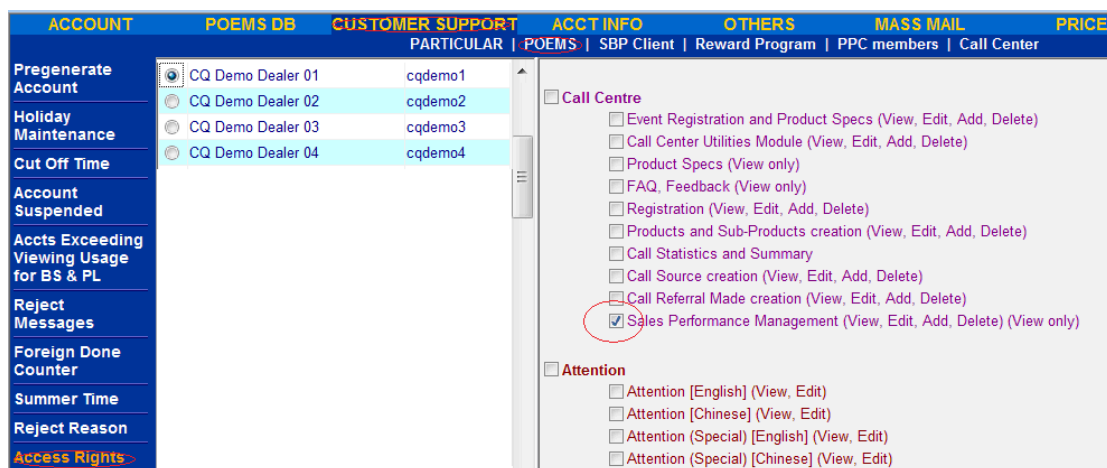 ACCOUNT POEMS DB CUSTOMER SUPPORT ACCT INFO OTHERS MASS MAIL PRICE
PARTICULAR | POEMS | SBP Client | Reward Program | PPC members | Call Center
Pregenerate
Account
Holiday
Maintenance
Cut Off Time
Account
Suspended
Accts Exceeding
Viewing Usage
for BS & PL
Reject
Messages
Foreign Done
Counter
Summer Time
Reject Reason
Access Rights
CQ Demo Dealer 01 cqdemo1
CQ Demo Dealer 02 cqdemo2
CQ Demo Dealer 03 cqdemo3
CQ Demo Dealer 04 cqdemo4
Call Centre
Event Registration and Product Specs (View, Edit, Add, Delete)
Call Center Utilities Module (View, Edit, Add, Delete)
Product Specs (View only)
FAQ, Feedback (View only)
Registration (View, Edit, Add, Delete)
Products and Sub-Products creation (View, Edit, Add, Delete)
Call Statistics and Summary
Call Source creation (View, Edit, Add, Delete)
Call Referral Made creation (View, Edit, Add, Delete)
Sales Performance Management (View, Edit, Add, Delete) (View only)
Attention
Attention [English] (View, Edit)
Attention [Chinese] (View, Edit)
Attention (Special) [English] (View, Edit)
Attention (Special) [Chinese] (View, Edit)